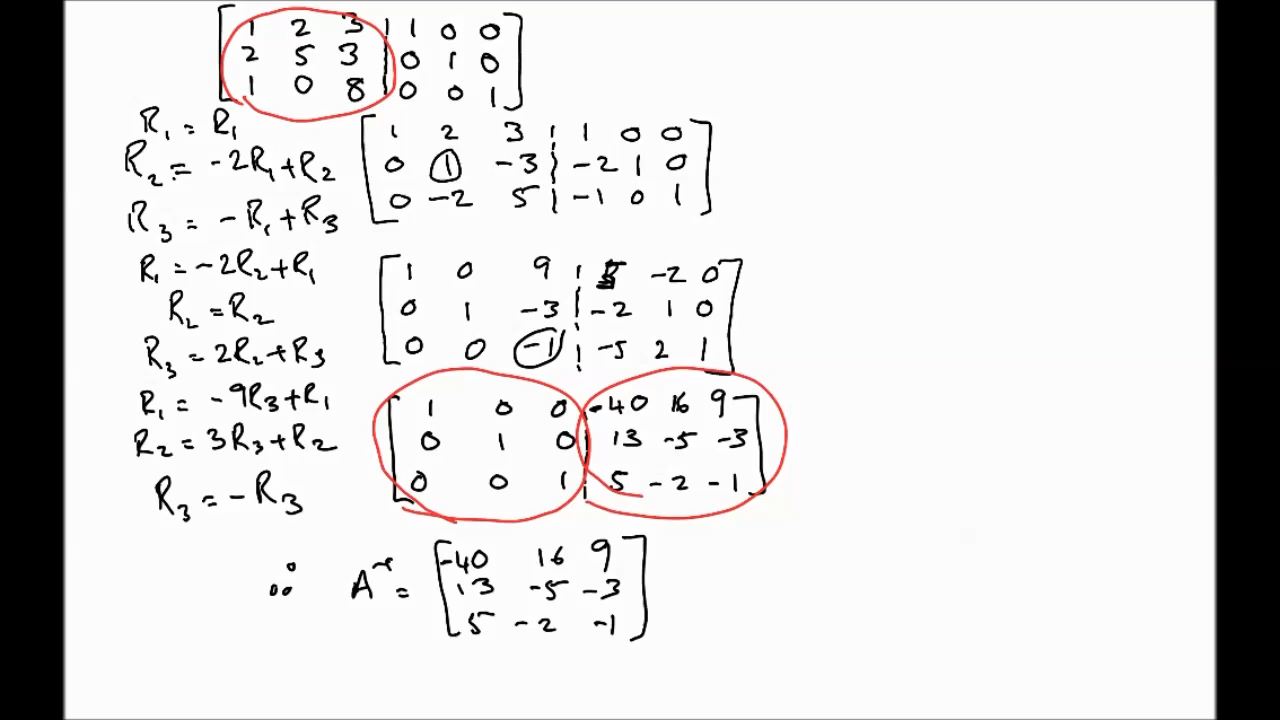 1 2 3 | 1 0 0
2 5 3 | 0 1 0
1 0 8 | 0 0 1
R₁ = R₁
1 2 3 | 1 0 0
R₂ = -2R₁+R₂
0 1 -3 | -2 1 0
R₃ = -R₁+R₃
0 -2 5 | -1 0 1
R₁ = -2R₂+R₁
1 0 9 | 5 -2 0
R₂ = R₂
0 1 -3 | -2 1 0
R₃ = 2R₂+R₃
0 0 -1 | -5 2 1
R₁ = -9R₃+R₁
1 0 0 | -40 16 9
R₂ = 3R₃+R₂
0 1 0 | 13 -5 -3
R₃ = -R₃
0 0 1 | 5 -2 -1
-40 16 9
∴ A⁻¹ = 13 -5 -3
5 -2 -1